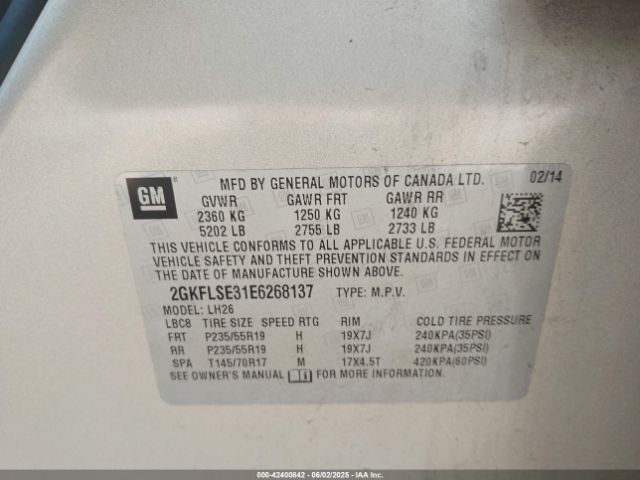 GM
MFD BY GENERAL MOTORS OF CANADA LTD. 02/14
GVWR GAWR FRT GAWR RR
2360 KG 1250 KG 1240 KG
5202 LB 2755 LB 2733 LB
THIS VEHICLE CONFORMS TO ALL APPLICABLE U.S. FEDERAL MOTOR
VEHICLE SAFETY AND THEFT PREVENTION STANDARDS IN EFFECT ON
THE DATE OF MANUFACTURE SHOWN ABOVE.
2GKFLSE31E6268137 TYPE: M.P.V.
MODEL: LH26
LBC8 TIRE SIZE SPEED RTG RIM COLD TIRE PRESSURE
FRT P235/55R19 H 19X7J 240KPA(35PSI)
RR P235/55R19 H 19X7J 240KPA(35PSI)
SPA T145/70R17 M 17X4.5T 420KPA(60PSI)
SEE OWNER'S MANUAL FOR MORE INFORMATION.
000-42400842 - 06/02/2025 - IAA Inc.